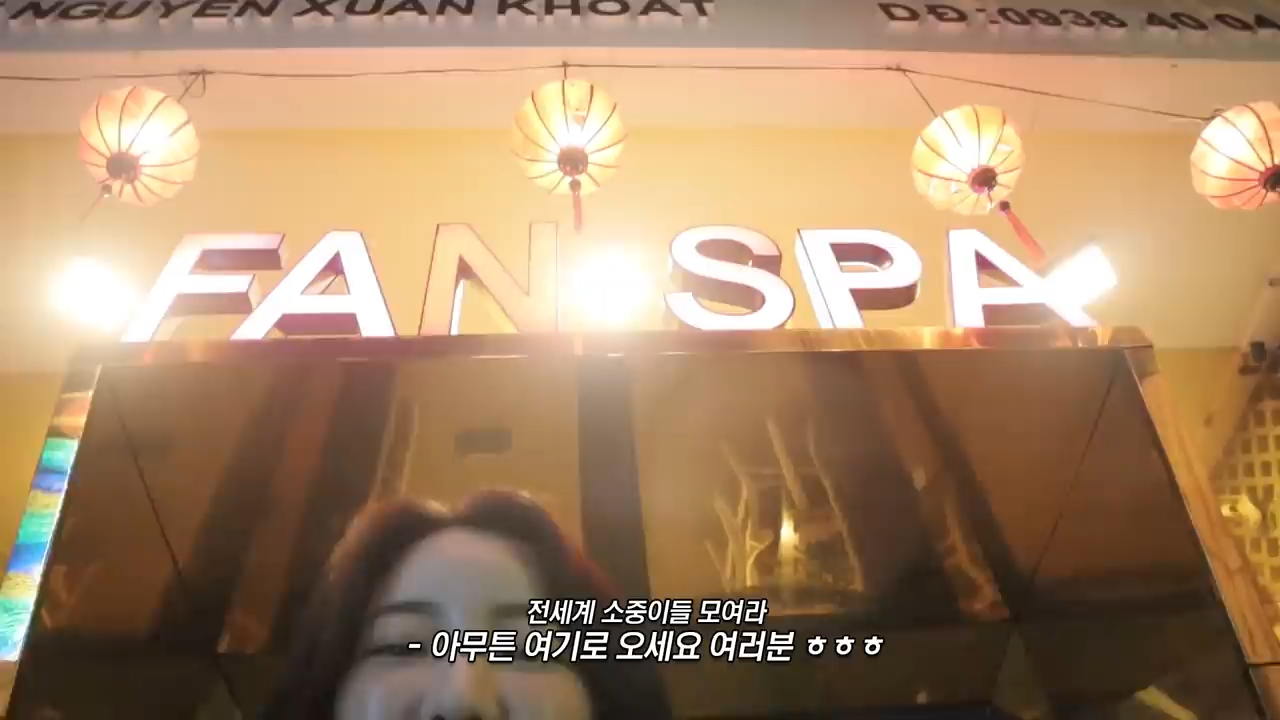 NGUYEN XUAN KHOAT
DĐ:0938 40 04
FAN SPA
전세계 소중이들 모여라
- 아무튼 여기로 오세요 여러분 ㅎㅎㅎ